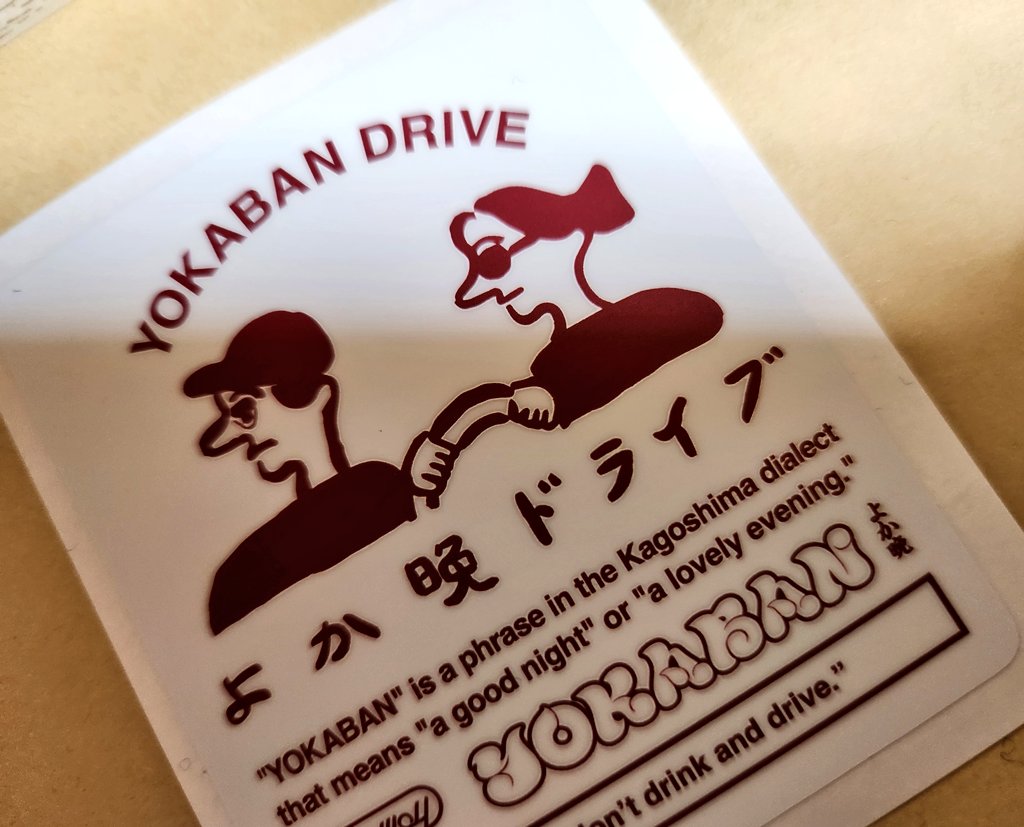 YOKABAN DRIVE
よか晩ドライブ
"YOKABAN" is a phrase in the Kagoshima dialect
that means "a good night" or "a lovely evening."
YOKABAN よか晩
drink and drive."